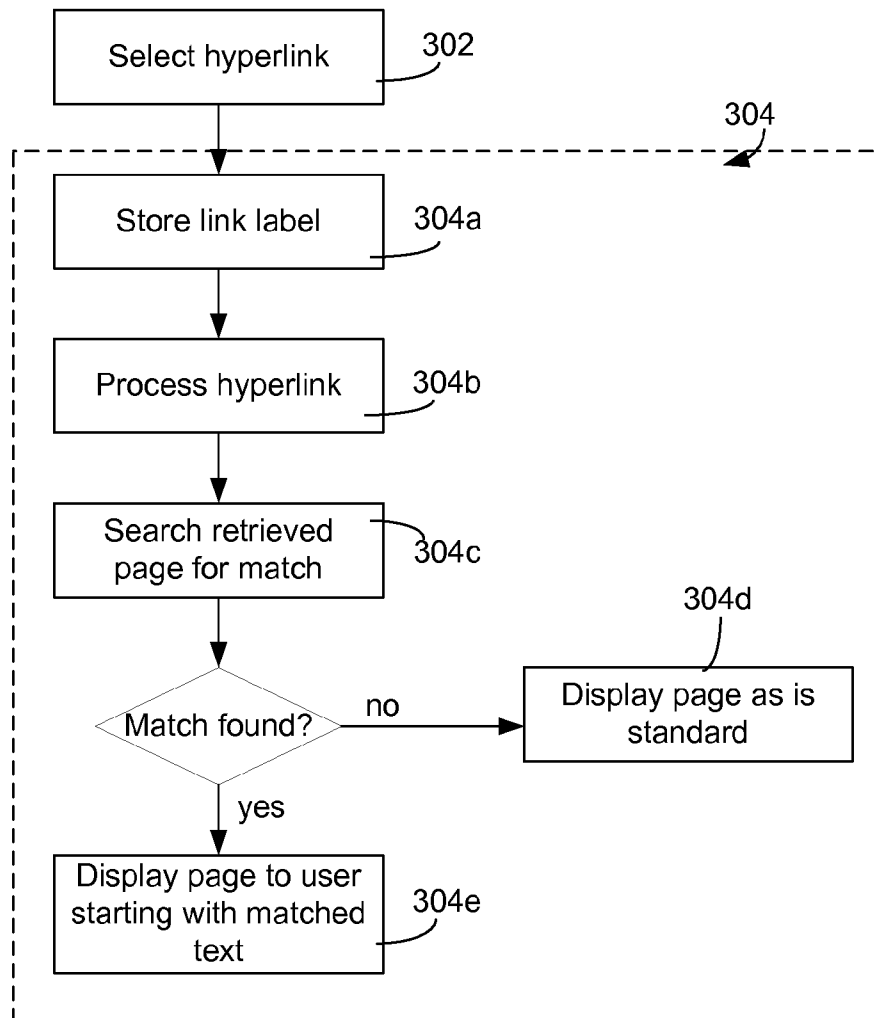 Select hyperlink
302
304
Store link label
304a
Process hyperlink
304b
Search retrieved
page for match
304c
304d
Match found?
no
Display page as is
standard
yes
Display page to user
starting with matched
text
304e